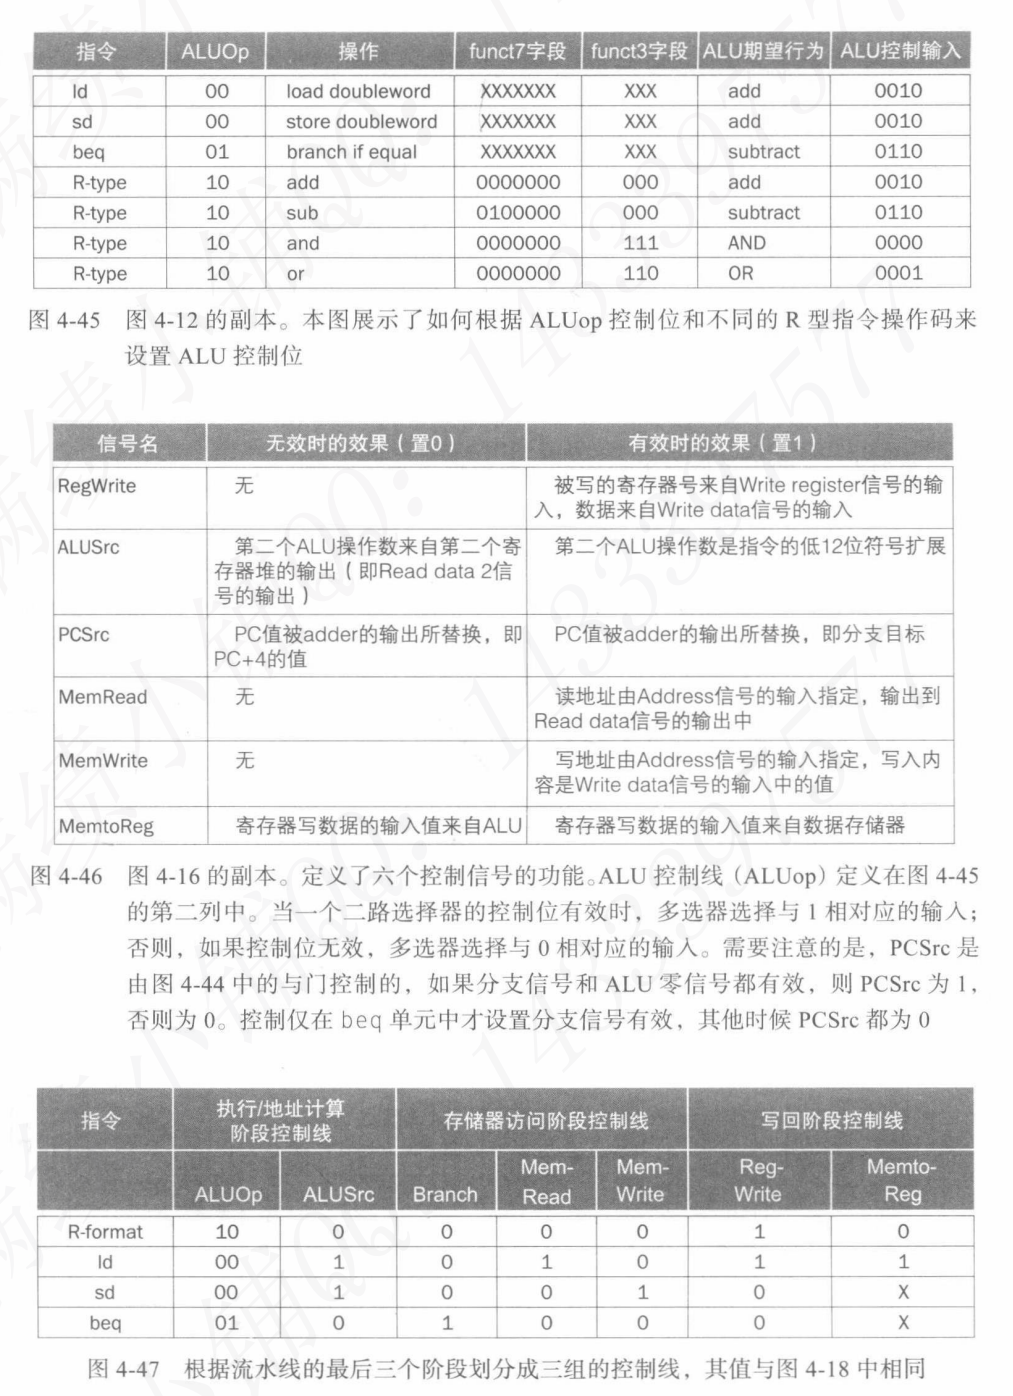 指令 ALUOp 操作 funct7字段 funct3字段 ALU期望行为 ALU控制输入
ld 00 load doubleword XXXXXXX XXX add 0010
sd 00 store doubleword XXXXXXX XXX add 0010
beq 01 branch if equal XXXXXXX XXX subtract 0110
R-type 10 add 0000000 000 add 0010
R-type 10 sub 0100000 000 subtract 0110
R-type 10 and 0000000 111 AND 0000
R-type 10 or 0000000 110 OR 0001
图 4-45 图 4-12 的副本。本图展示了如何根据 ALUop 控制位和不同的 R 型指令操作码来
设置 ALU 控制位
信号名 无效时的效果（置0） 有效时的效果（置1）
RegWrite 无 被写的寄存器号来自Write register信号的输
入，数据来自Write data信号的输入
ALUSrc 第二个ALU操作数来自第二个寄
存器堆的输出（即Read data 2信
号的输出）
第二个ALU操作数是指令的低12位符号扩展
PCSrc PC值被adder的输出所替换，即
PC+4的值
PC值被adder的输出所替换，即分支目标
MemRead 无 读地址由Address信号的输入指定，输出到
Read data信号的输出中
MemWrite 无 写地址由Address信号的输入指定，写入内
容是Write data信号的输入中的值
MemtoReg 寄存器写数据的输入值来自ALU 寄存器写数据的输入值来自数据存储器
图 4-46 图 4-16 的副本。定义了六个控制信号的功能。ALU 控制线（ALUop）定义在图 4-45
的第二列中。当一个二路选择器的控制位有效时，多选器选择与 1 相对应的输入；
否则，如果控制位无效，多选器选择与 0 相对应的输入。需要注意的是，PCSrc 是
由图 4-44 中的与门控制的，如果分支信号和 ALU 零信号都有效，则 PCSrc 为 1，
否则为 0。控制仅在 beq 单元中才设置分支信号有效，其他时候 PCSrc 都为 0
指令 执行/地址计算
阶段控制线
存储器访问阶段控制线 写回阶段控制线
ALUOp ALUSrc Branch Mem-
Read
Mem-
Write
Reg-
Write
Memto-
Reg
R-format 10 0 0 0 0 1 0
ld 00 1 0 1 0 1 1
sd 00 1 0 0 1 0 X
beq 01 0 1 0 0 0 X
图 4-47 根据流水线的最后三个阶段划分成三组的控制线，其值与图 4-18 中相同